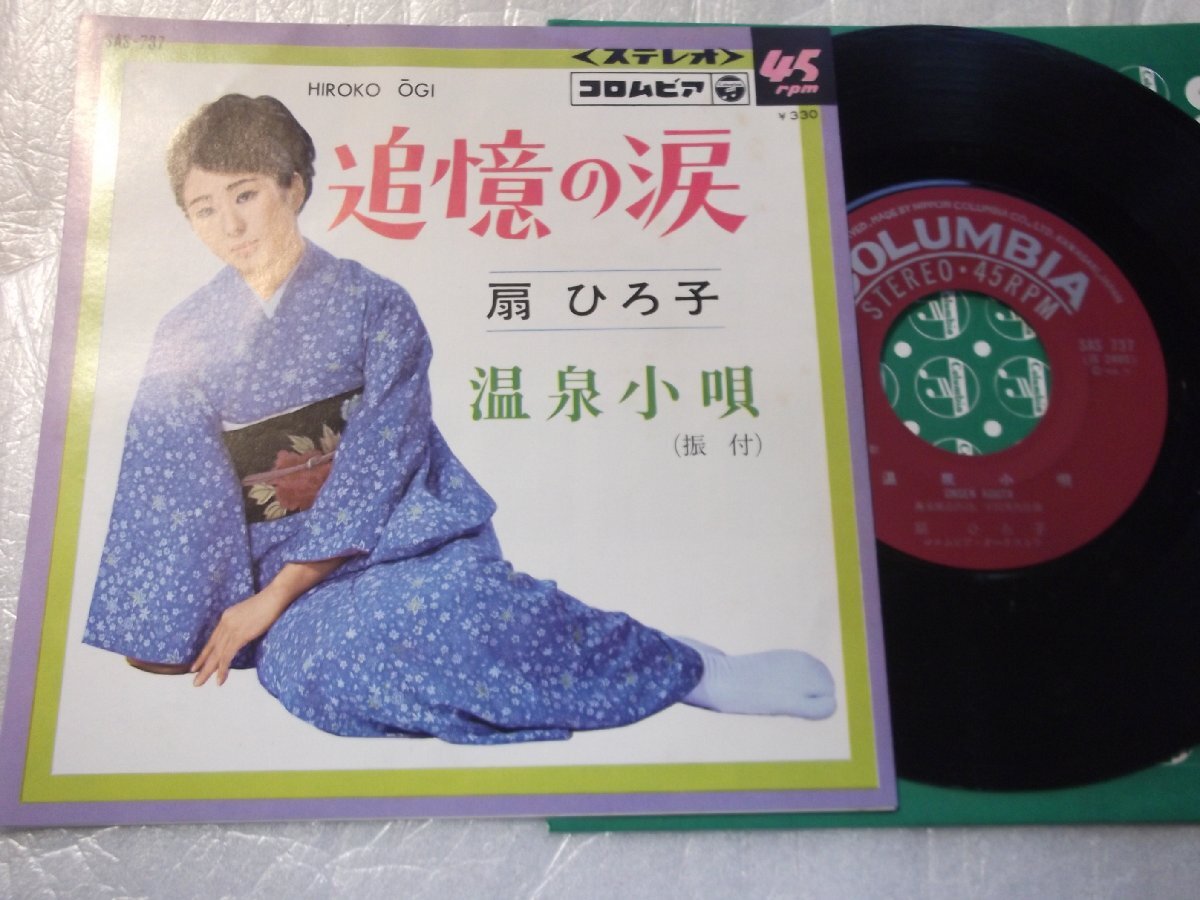 SAS-737
<ステレオ>
コロムビア
45
rpm
¥330
HIROKO ŌGI
追憶の涙
扇 ひろ子
温泉小唄
(振 付)
COLUMBIA
STEREO・45RPM
SAS 737
温泉小唄
扇ひろ子